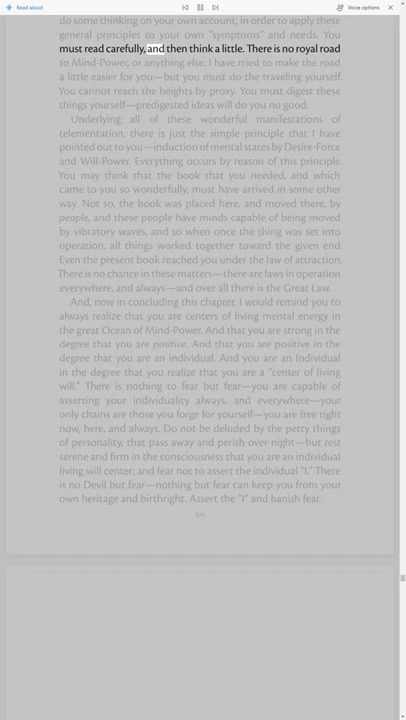 Read aloud
Voice options
do some thinking on your own account, in order to apply these
general principles to your own "symptoms" and needs. You
must read carefully, and then think a little. There is no royal road
to Mind-Power, or anything else. I have tried to make the road
a little easier for you—but you must do the traveling yourself.
You cannot reach the heights by proxy. You must digest these
things yourself—predigested ideas will do you no good.
Underlying all of these wonderful manifestations of
telementation, there is just the simple principle that I have
pointed out to you—induction of mental states by Desire-Force
and Will-Power. Everything occurs by reason of this principle.
You may think that the book that you needed, and which
came to you so wonderfully, must have arrived in some other
way. Not so, the book was placed here, and moved there, by
people, and these people have minds capable of being moved
by vibratory waves, and so when once the thing was set into
operation, all things worked together toward the given end.
Even the present book reached you under the law of attraction.
There is no chance in these matters—there are laws in operation
everywhere, and always—and over all there is the Great Law.
And, now in concluding this chapter, I would remind you to
always realize that you are centers of living mental energy in
the great Ocean of Mind-Power. And that you are strong in the
degree that you are positive. And that you are positive in the
degree that you are an individual. And you are an Individual
in the degree that you realize that you are a "center of living
will." There is nothing to fear but fear—you are capable of
asserting your individuality always, and everywhere—your
only chains are those you forge for yourself—you are free right
now, here, and always. Do not be deluded by the petty things
of personality, that pass away and perish over-night—but rest
serene and firm in the consciousness that you are an individual
living will center; and fear not to assert the individual "I." There
is no Devil but fear—nothing but fear can keep you from your
own heritage and birthright. Assert the "I" and banish fear.